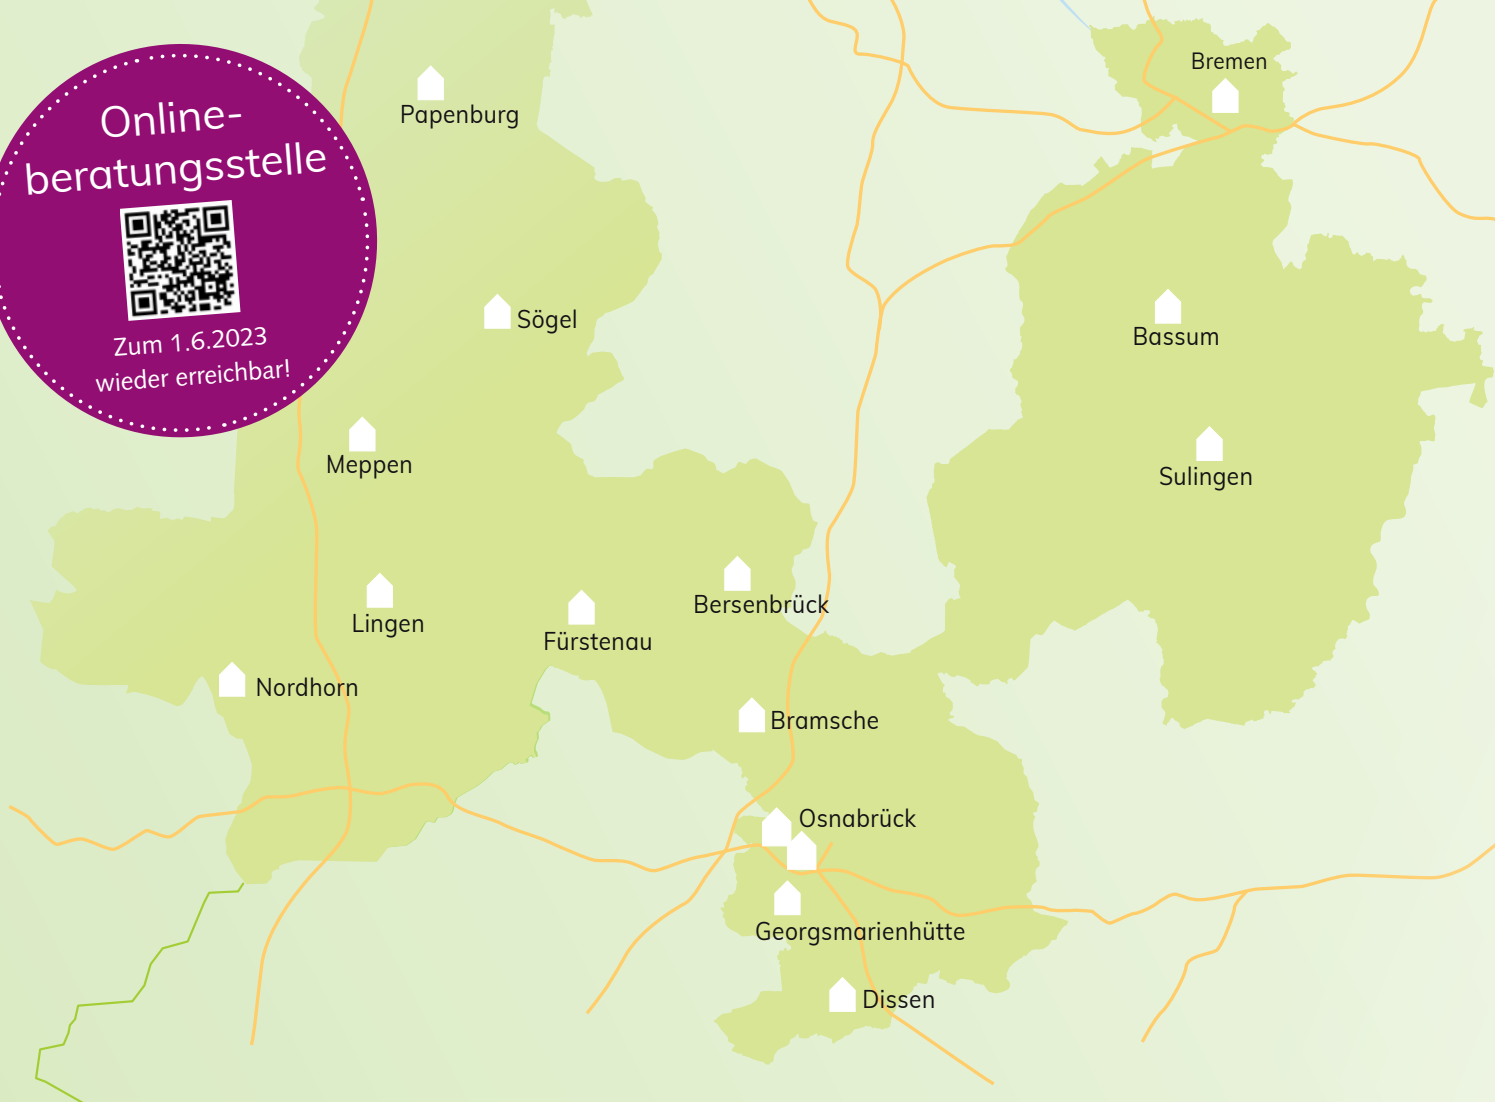 Online-
beratungsstelle
Zum 1.6.2023
wieder erreichbar!
Bremen
Papenburg
Sögel
Bassum
Meppen
Sulingen
Lingen
Fürstenau
Bersenbrück
Nordhorn
Bramsche
Osnabrück
Georgsmarienhütte
Dissen